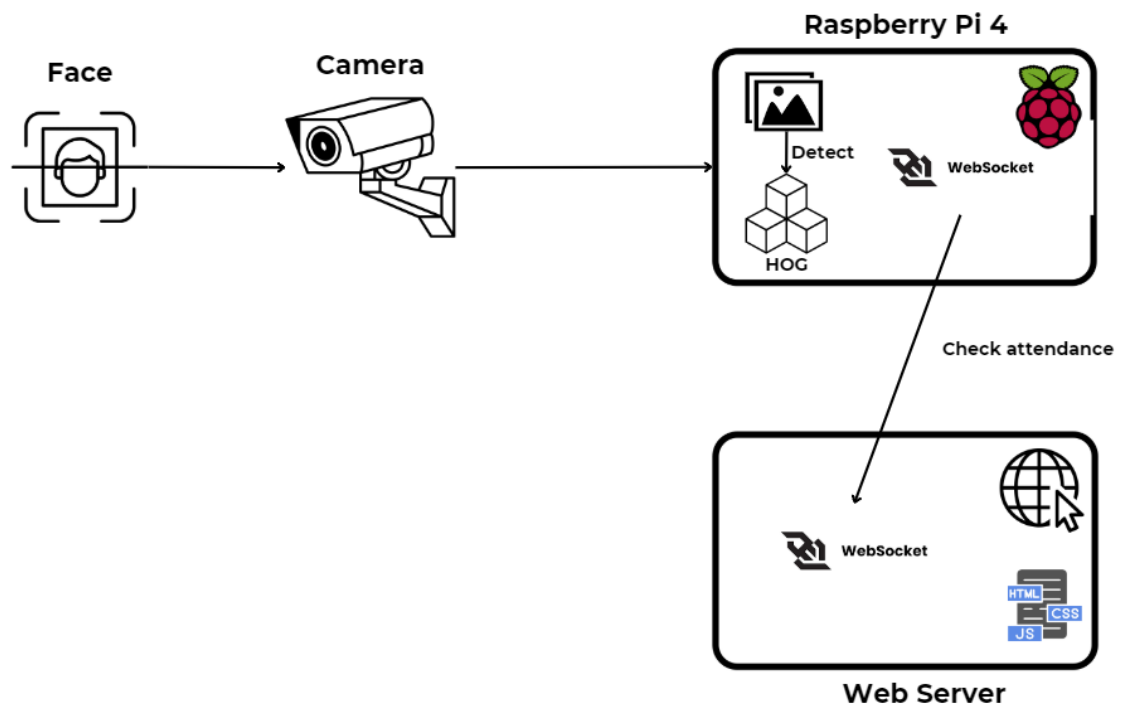 Raspberry Pi 4
Face
Camera
Detect
WebSocket
HOG
Check attendance
WebSocket
HTML
CSS
JS
Web Server